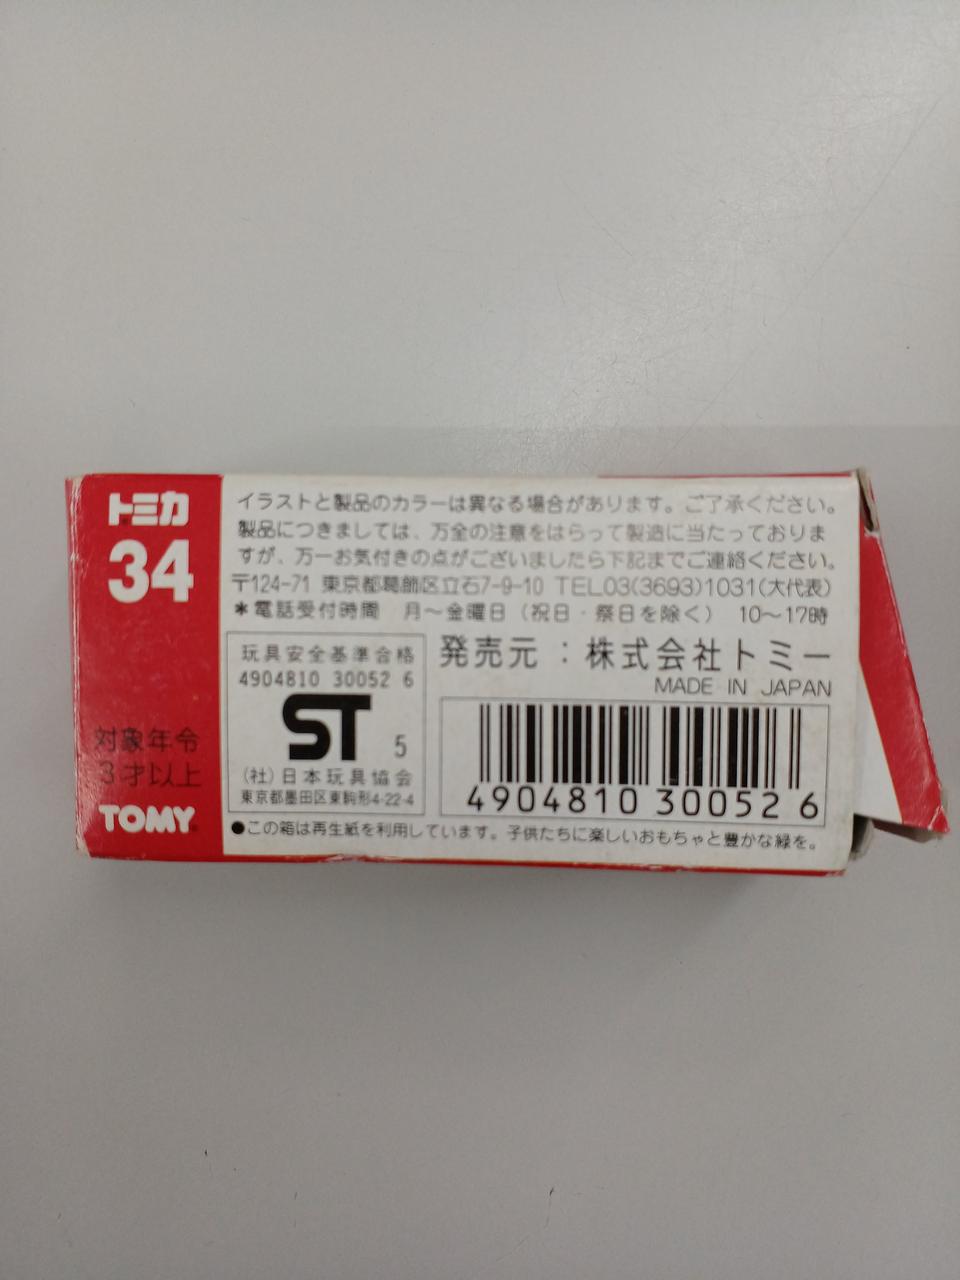 トミカ
34
対象年令
3才以上
TOMY
イラストと製品のカラーは異なる場合があります。ご了承ください。
製品につきましては、万全の注意をはらって製造に当たっておりま
すが、万一お気付きの点がございましたら下記までご連絡ください。
〒124-71 東京都葛飾区立石7-9-10 TEL03(3693)1031(大代表)
＊電話受付時間 月〜金曜日(祝日・祭日を除く) 10〜17時
玩具安全基準合格
4904810 30052 6
ST 5
(社)日本玩具協会
東京都墨田区東駒形4-22-4
発売元：株式会社トミー
MADE IN JAPAN
4904810 30052 6
●この箱は再生紙を利用しています。子供たちに楽しいおもちゃと豊かな緑を。